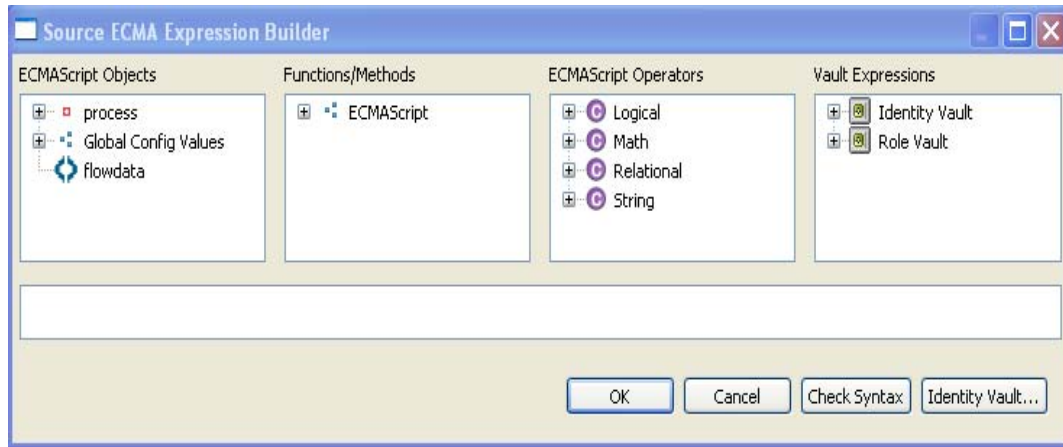 Source ECMA Expression Builder
ECMAScript Objects
process
Global Config Values
flowdata
Functions/Methods
ECMAScript
ECMAScript Operators
C Logical
C Math
C Relational
C String
Vault Expressions
Identity Vault
Role Vault
OK
Cancel
Check Syntax
Identity Vault...